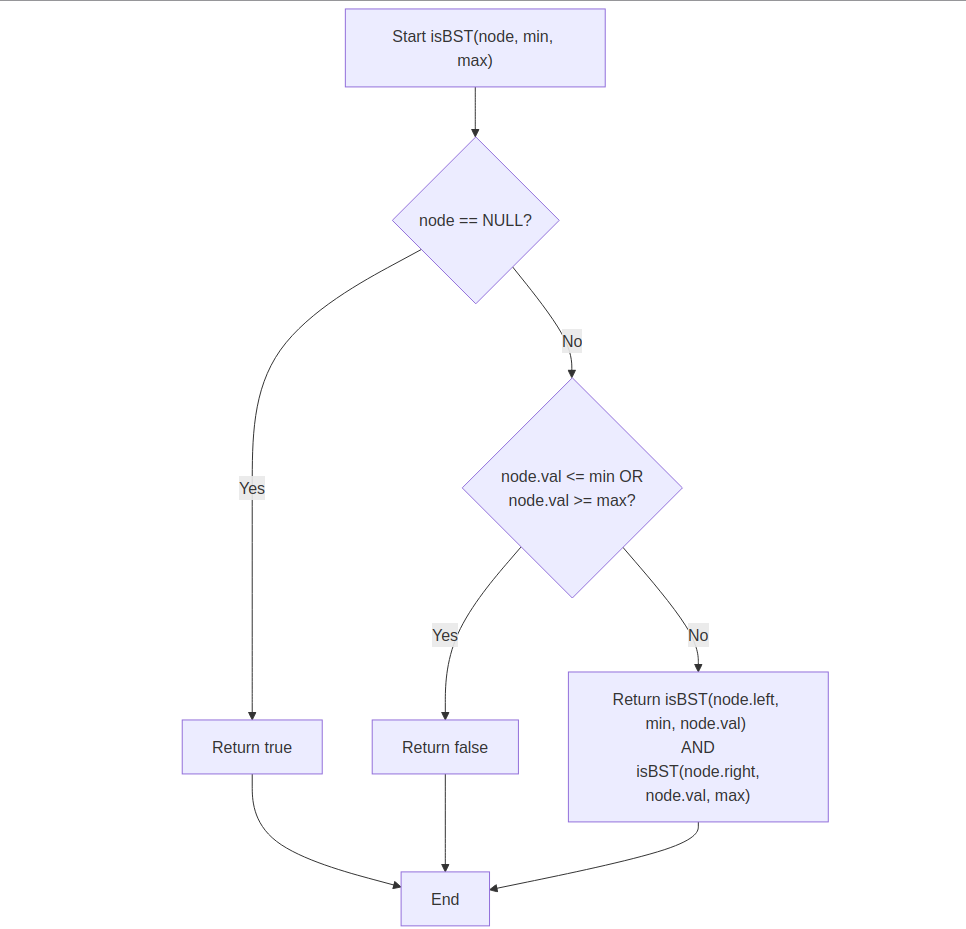 Start isBST(node, min,
max)
node == NULL?
No
node.val <= min OR
node.val >= max?
Yes
Yes
No
Return isBST(node.left,
min, node.val)
AND
isBST(node.right,
node.val, max)
Return true
Return false
End